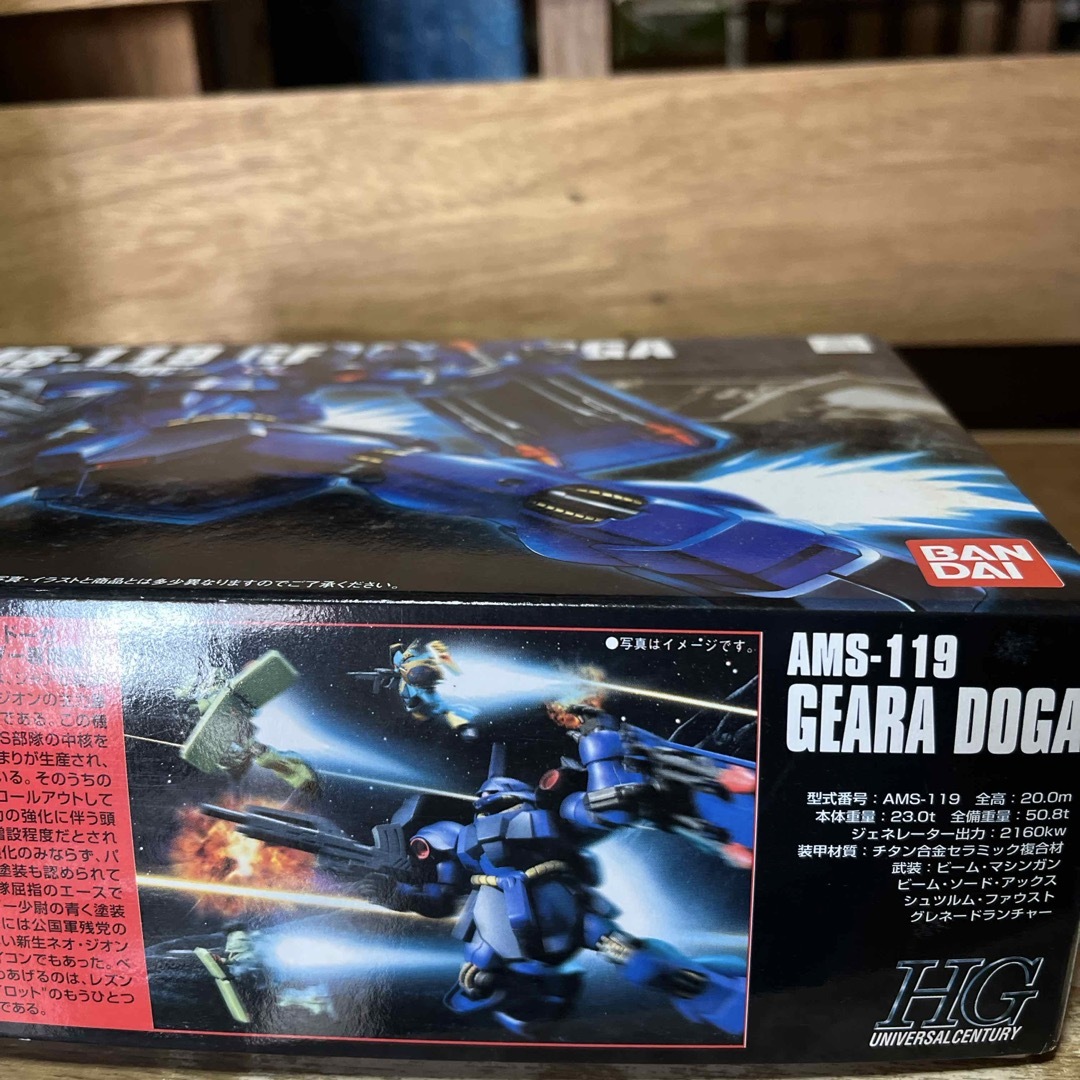 GA
写真・イラストと商品とは多少異なりますのでご了承ください。
BAN
DAI
●写真はイメージです。
ジオンの
である。この機
S部隊の中核を
まりが生産され、
いる。そのうちの
ロールアウトして
力の強化に伴う頭
増設程度だとされ
強化のみならず、パ
塗装も認められて
隊屈指のエースで
ー少尉の青く塗装
には公国軍残党の
い新生ネオ・ジオン
イコンでもあった。ペ
つあげるのは、レズン
イロット"のもうひとつ
である。
AMS-119
GEARA DOGA
型式番号：AMS-119 全高：20.0m
本体重量：23.0t 全備重量：50.8t
ジェネレーター出力：2160kw
装甲材質：チタン合金セラミック複合材
武装：ビーム・マシンガン
ビーム・ソード・アックス
シュツルム・ファウスト
グレネードランチャー
HG
UNIVERSAL CENTURY